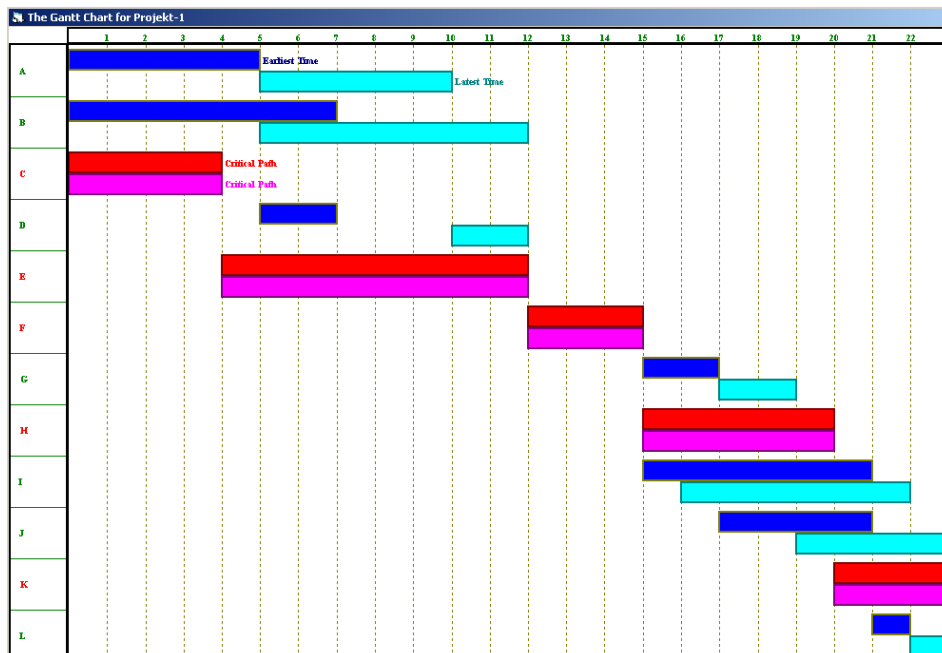 The Gantt Chart for Projekt-1
1 2 3 4 5 6 7 8 9 10 11 12 13 14 15 16 17 18 19 20 21 22
A
Earliest Time
Latest Time
B
C
Critical Path
Critical Path
D
E
F
G
H
I
J
K
L